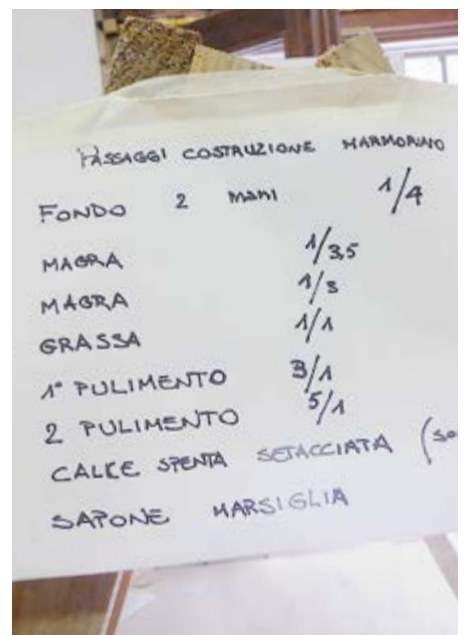 PASSAGGI COSTRUZIONE MARMORINO
FONDO 2 mani 1/4
MAGRA 1/3,5
MAGRA 1/3
GRASSA 1/1
1° PULIMENTO 3/1
2 PULIMENTO 5/1
CALCE SPENTA SETACCIATA (
SAPONE MARSIGLIA